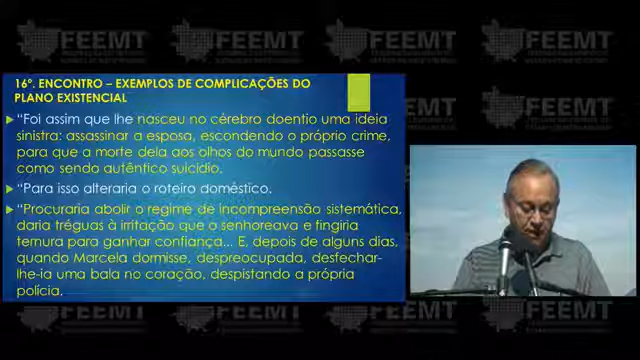 FEEMT FEEMT FEEMT
16º. ENCONTRO – EXEMPLOS DE COMPLICAÇÕES DO
PLANO EXISTENCIAL
“Foi assim que lhe nasceu no cérebro doentio uma ideia
sinistra: assassinar a esposa, escondendo o próprio crime,
para que a morte dela aos olhos do mundo passasse
como sendo autêntico suicídio.
“Para isso alteraria o roteiro doméstico.
“Procuraria abolir o regime de incompreensão sistemática,
daria tréguas à irritação que o senhoreava e fingiria
ternura para ganhar confiança... E, depois de alguns dias,
quando Marcela dormisse, despreocupada, desfechar-
lhe-ia uma bala no coração, despistando a própria
polícia.
FEEMT
FEEMT FEEMT FEEMT FEEMT